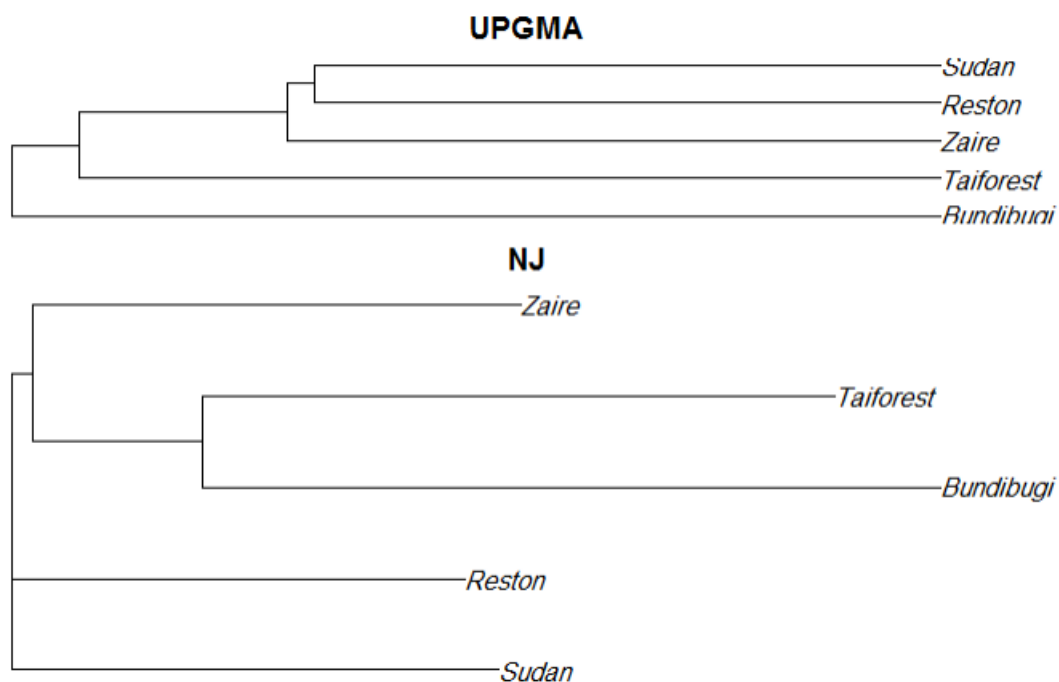 UPGMA
Sudan
Reston
Zaire
Taiforest
Bundibugi
NJ
Zaire
Taiforest
Bundibugi
Reston
Sudan